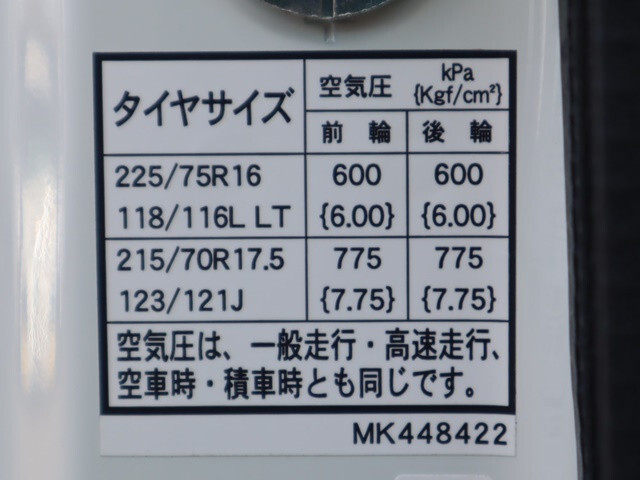 タイヤサイズ
空気圧 kPa
{Kgf/cm²}
前輪 後輪
225/75R16 600 600
118/116L LT {6.00} {6.00}
215/70R17.5 775 775
123/121J {7.75} {7.75}
空気圧は、一般走行・高速走行、
空車時・積車時とも同じです。
MK448422